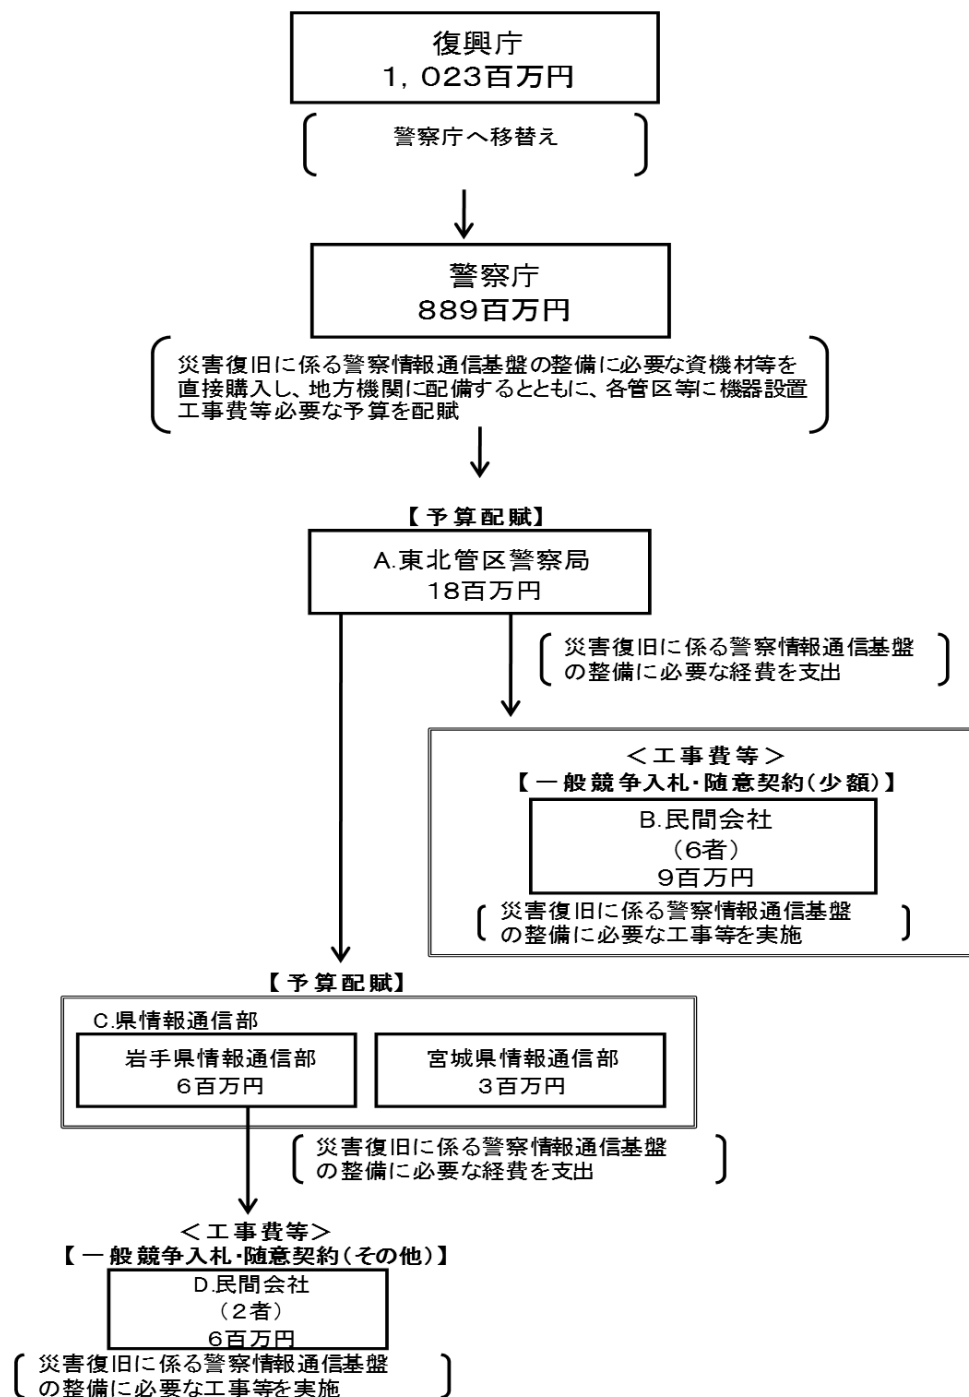 復興庁
１，０２３百万円
警察庁へ移替え
警察庁
８８９百万円
災害復旧に係る警察情報通信基盤の整備に必要な資機材等を
直接購入し、地方機関に配備するとともに、各管区等に機器設置
工事費等必要な予算を配賦
【予算配賦】
Ａ.東北管区警察局
１８百万円
災害復旧に係る警察情報通信基盤
の整備に必要な経費を支出
＜工事費等＞
【一般競争入札・随意契約（少額）】
Ｂ.民間会社
（６者）
９百万円
災害復旧に係る警察情報通信基盤
の整備に必要な工事等を実施
【予算配賦】
Ｃ.県情報通信部
岩手県情報通信部
６百万円
宮城県情報通信部
３百万円
災害復旧に係る警察情報通信基盤
の整備に必要な経費を支出
＜工事費等＞
【一般競争入札・随意契約（その他）】
Ｄ.民間会社
（２者）
６百万円
災害復旧に係る警察情報通信基盤
の整備に必要な工事等を実施